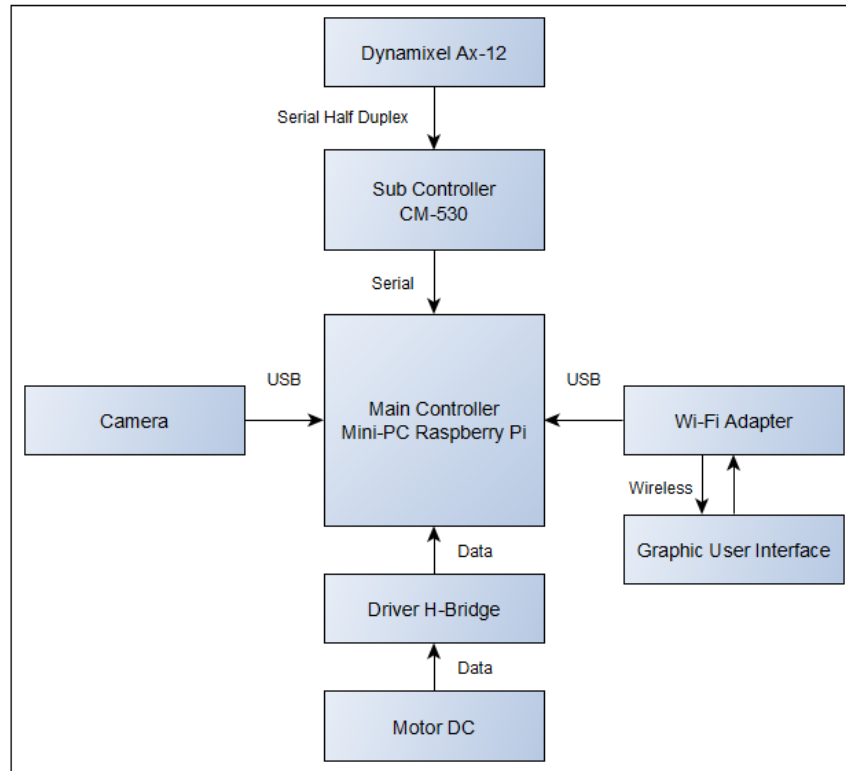 Dynamixel Ax-12
Serial Half Duplex
Sub Controller
CM-530
Serial
USB
USB
Camera
Main Controller
Mini-PC Raspberry Pi
Wi-Fi Adapter
Wireless
Graphic User Interface
Data
Driver H-Bridge
Data
Motor DC